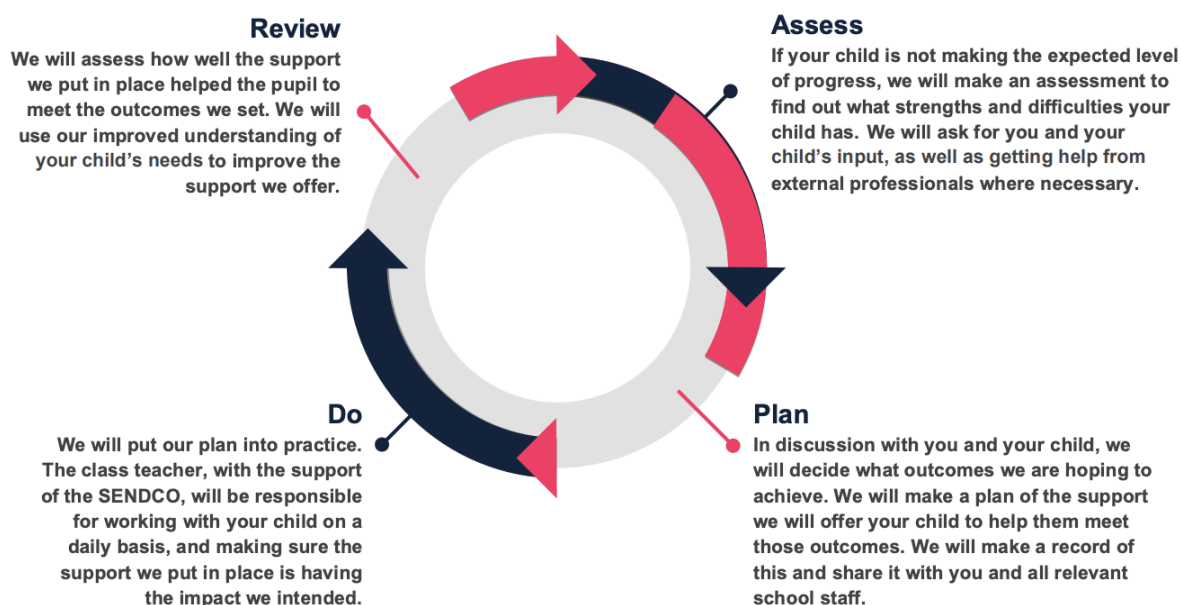 Review
We will assess how well the support
we put in place helped the pupil to
meet the outcomes we set. We will
use our improved understanding of
your child’s needs to improve the
support we offer.
Assess
If your child is not making the expected level
of progress, we will make an assessment to
find out what strengths and difficulties your
child has. We will ask for you and your
child’s input, as well as getting help from
external professionals where necessary.
Do
We will put our plan into practice.
The class teacher, with the support
of the SENDCO, will be responsible
for working with your child on a
daily basis, and making sure the
support we put in place is having
the impact we intended.
Plan
In discussion with you and your child, we
will decide what outcomes we are hoping to
achieve. We will make a plan of the support
we will offer your child to help them meet
those outcomes. We will make a record of
this and share it with you and all relevant
school staff.